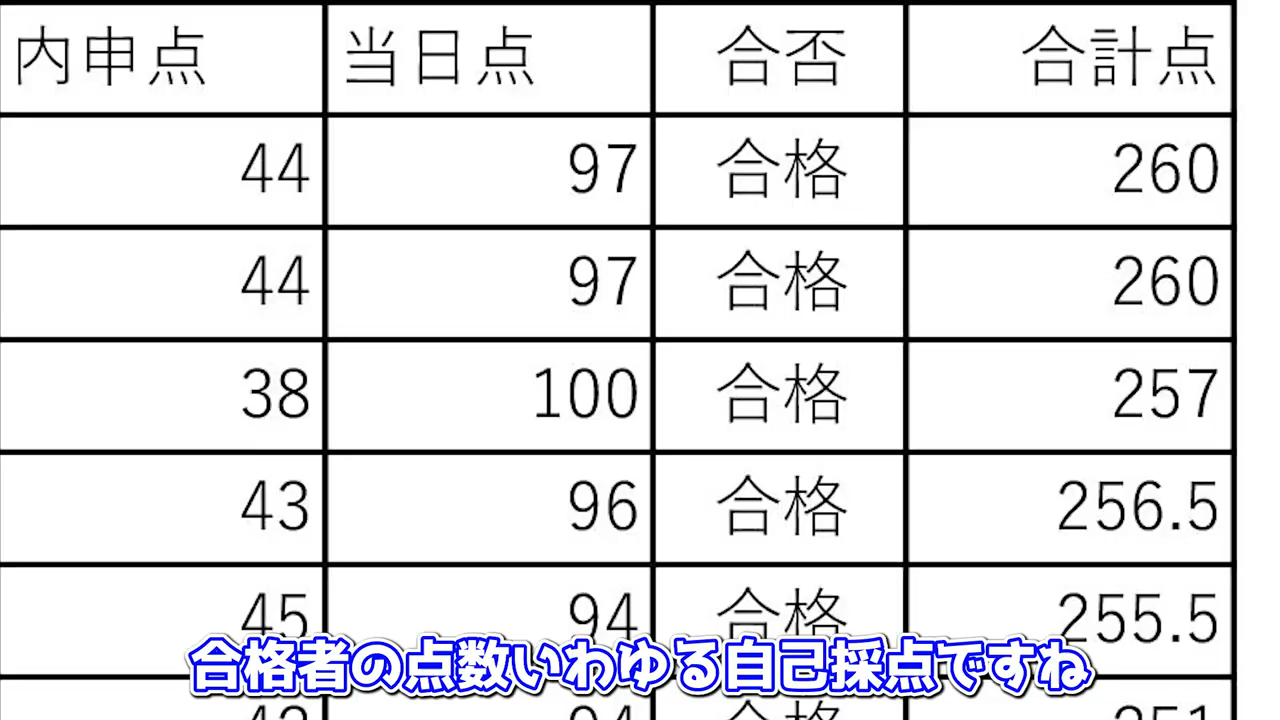 内申点 当日点 合否 合計点
44 97 合格 260
44 97 合格 260
38 100 合格 257
43 96 合格 256.5
45 94 合格 255.5
合格者の点数いわゆる自己採点ですね